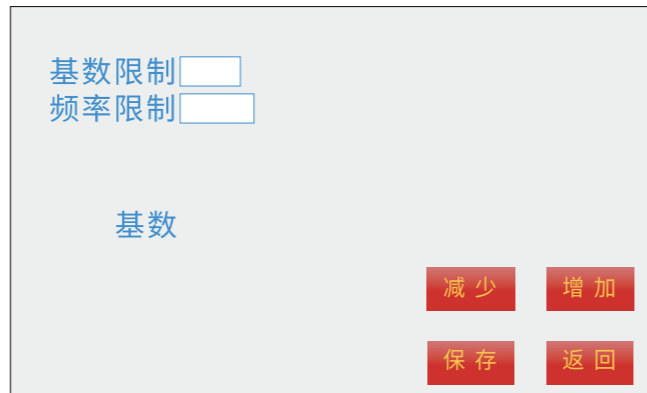 基数限制
频率限制
基数
减少 增加
保存 返回